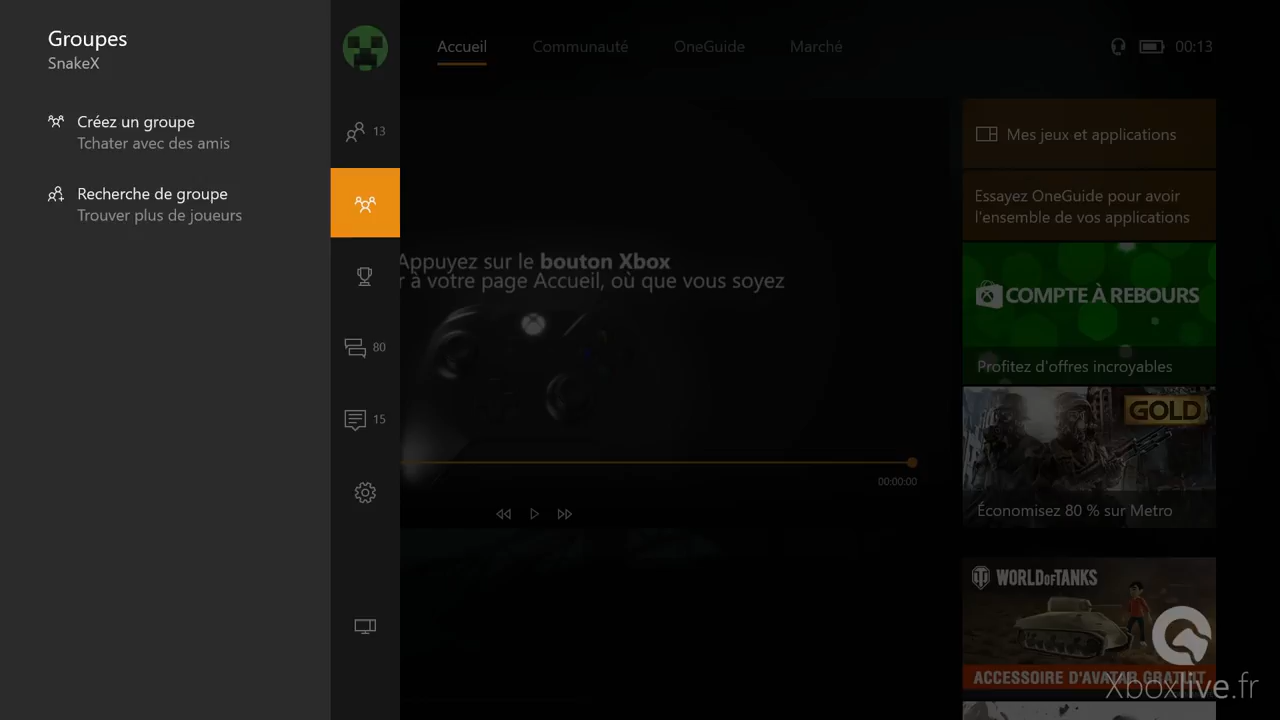 Groupes
SnakeX
Créez un groupe
Tchater avec des amis
Recherche de groupe
Trouver plus de joueurs
13
80
15
Accueil Communauté OneGuide Marché
00:13
Appuyez sur le bouton Xbox
r à votre page Accueil, où que vous soyez
00:00:00
Mes jeux et applications
Essayez OneGuide pour avoir
l'ensemble de vos applications
COMPTE À REBOURS
Profitez d'offres incroyables
GOLD
Économisez 80 % sur Metro
WORLD OF TANKS
ACCESSOIRE D'AVATAR GRATUIT
Xboxlive.fr